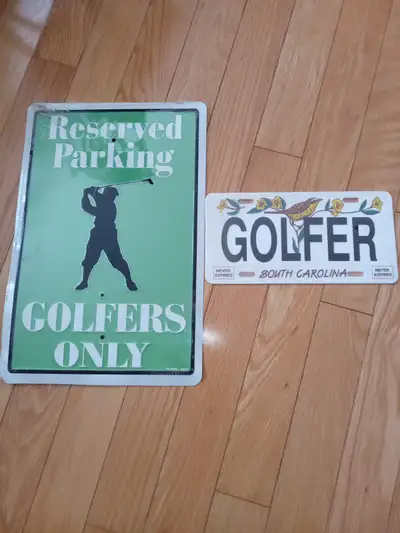 Reserved
Parking
GOLFERS
ONLY
GOLFER
NEVER
EXPIRES
SOUTH CAROLINA
NEVER
EXPIRES